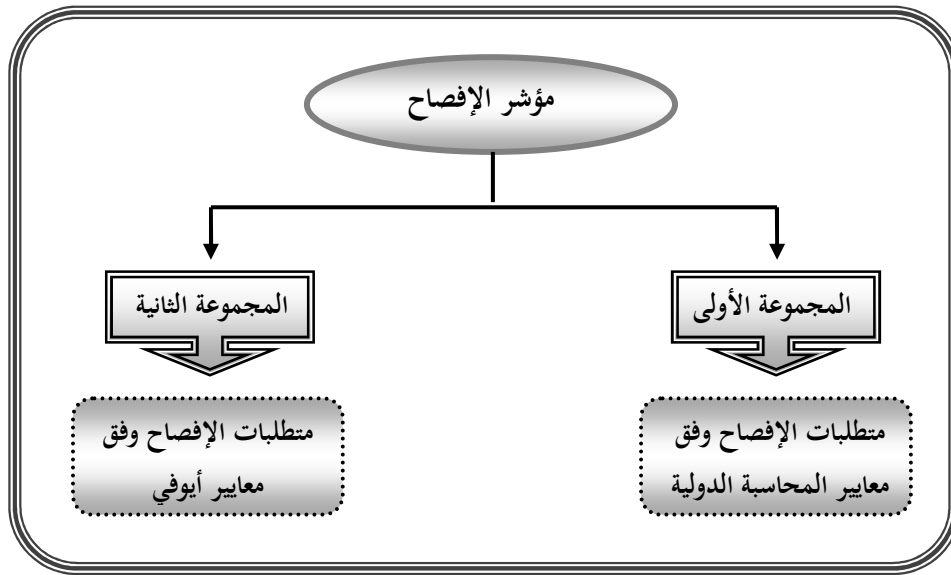 مؤشر الإفصاح
المجموعة الأولى
المجموعة الثانية
متطلبات الإفصاح وفق
معايير المحاسبة الدولية
متطلبات الإفصاح وفق
معايير أيوفي